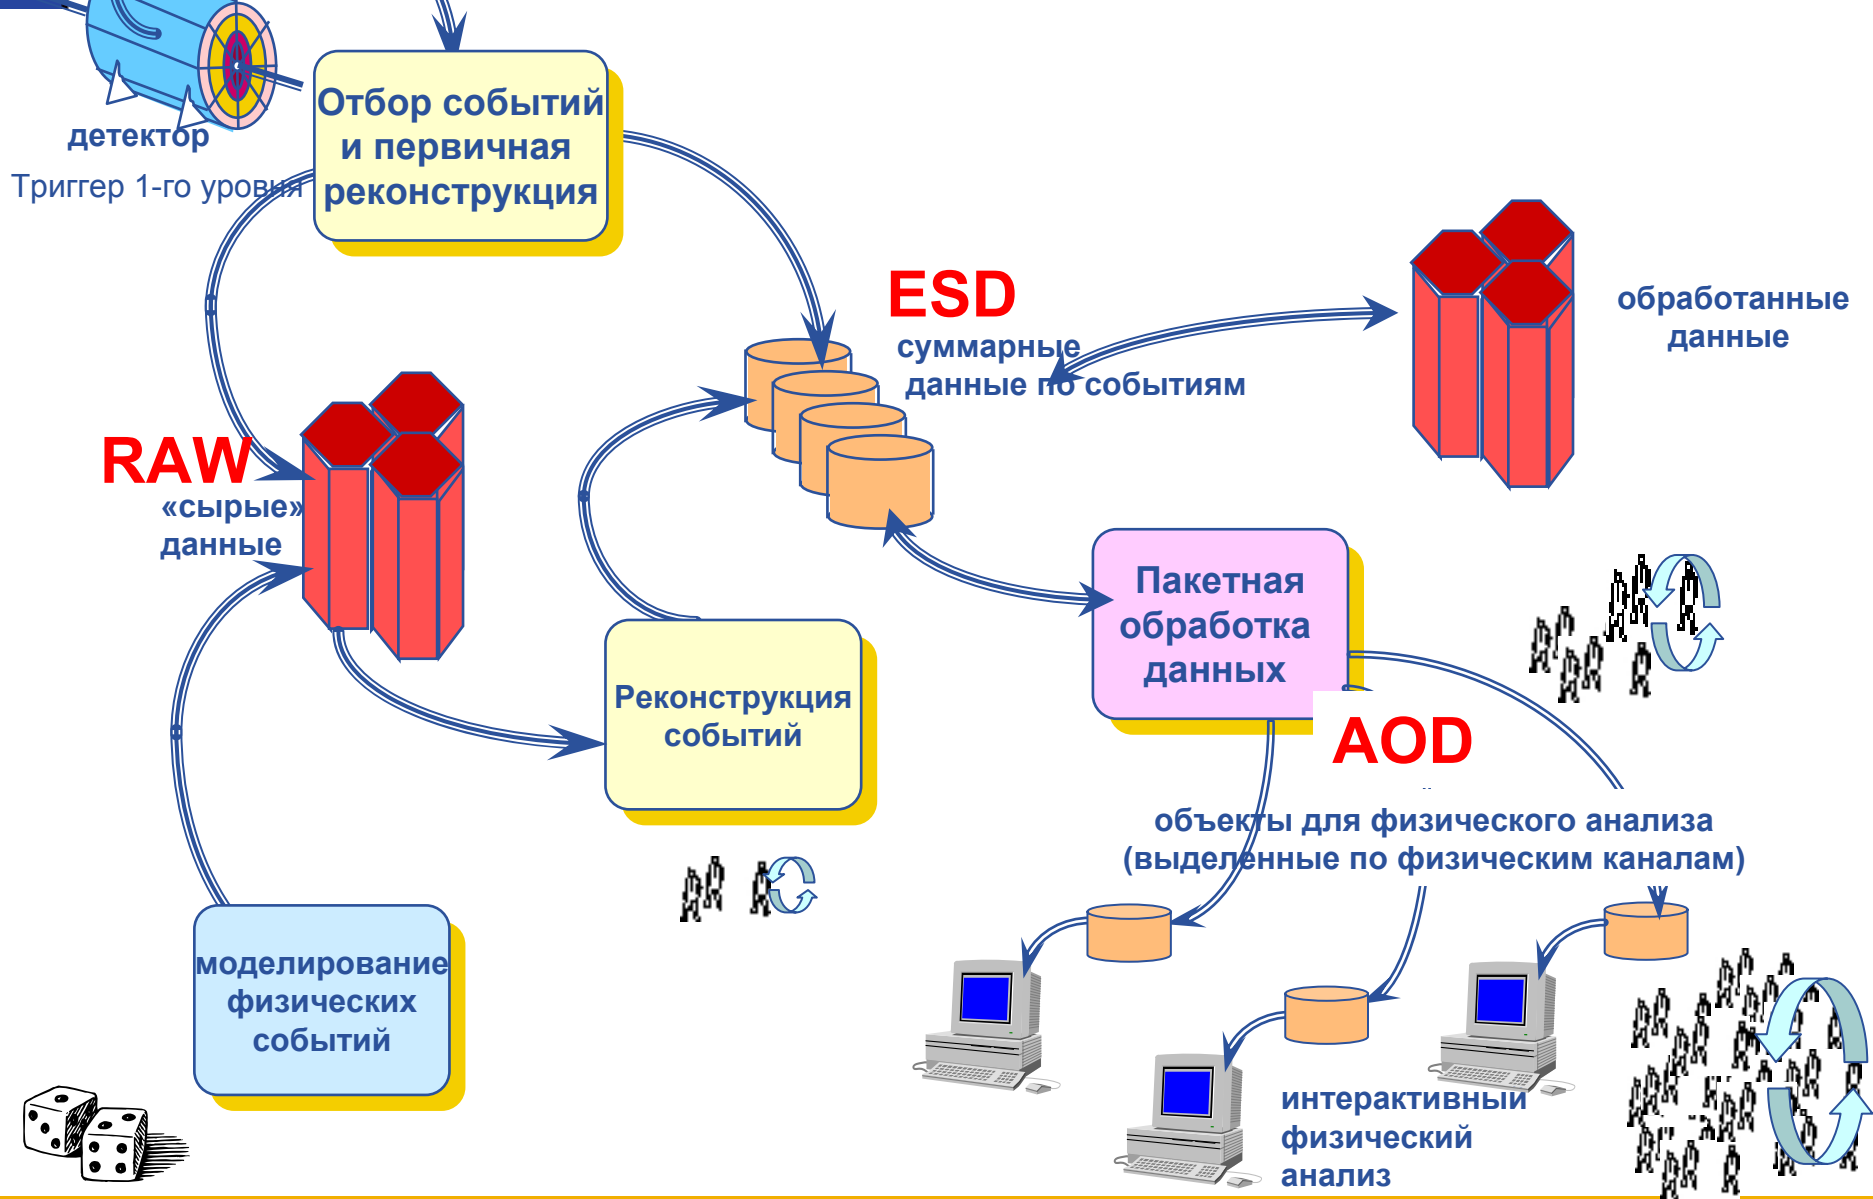 Отбор событий
и первичная
реконструкция
детектор
Триггер 1-го уровня
ESD
суммарные
данные по событиям
обработанные
данные
RAW
«сырые»
данные
Пакетная
обработка
данных
Реконструкция
событий
AOD
объекты для физического анализа
(выделенные по физическим каналам)
моделирование
физических
событий
интерактивный
физический
анализ